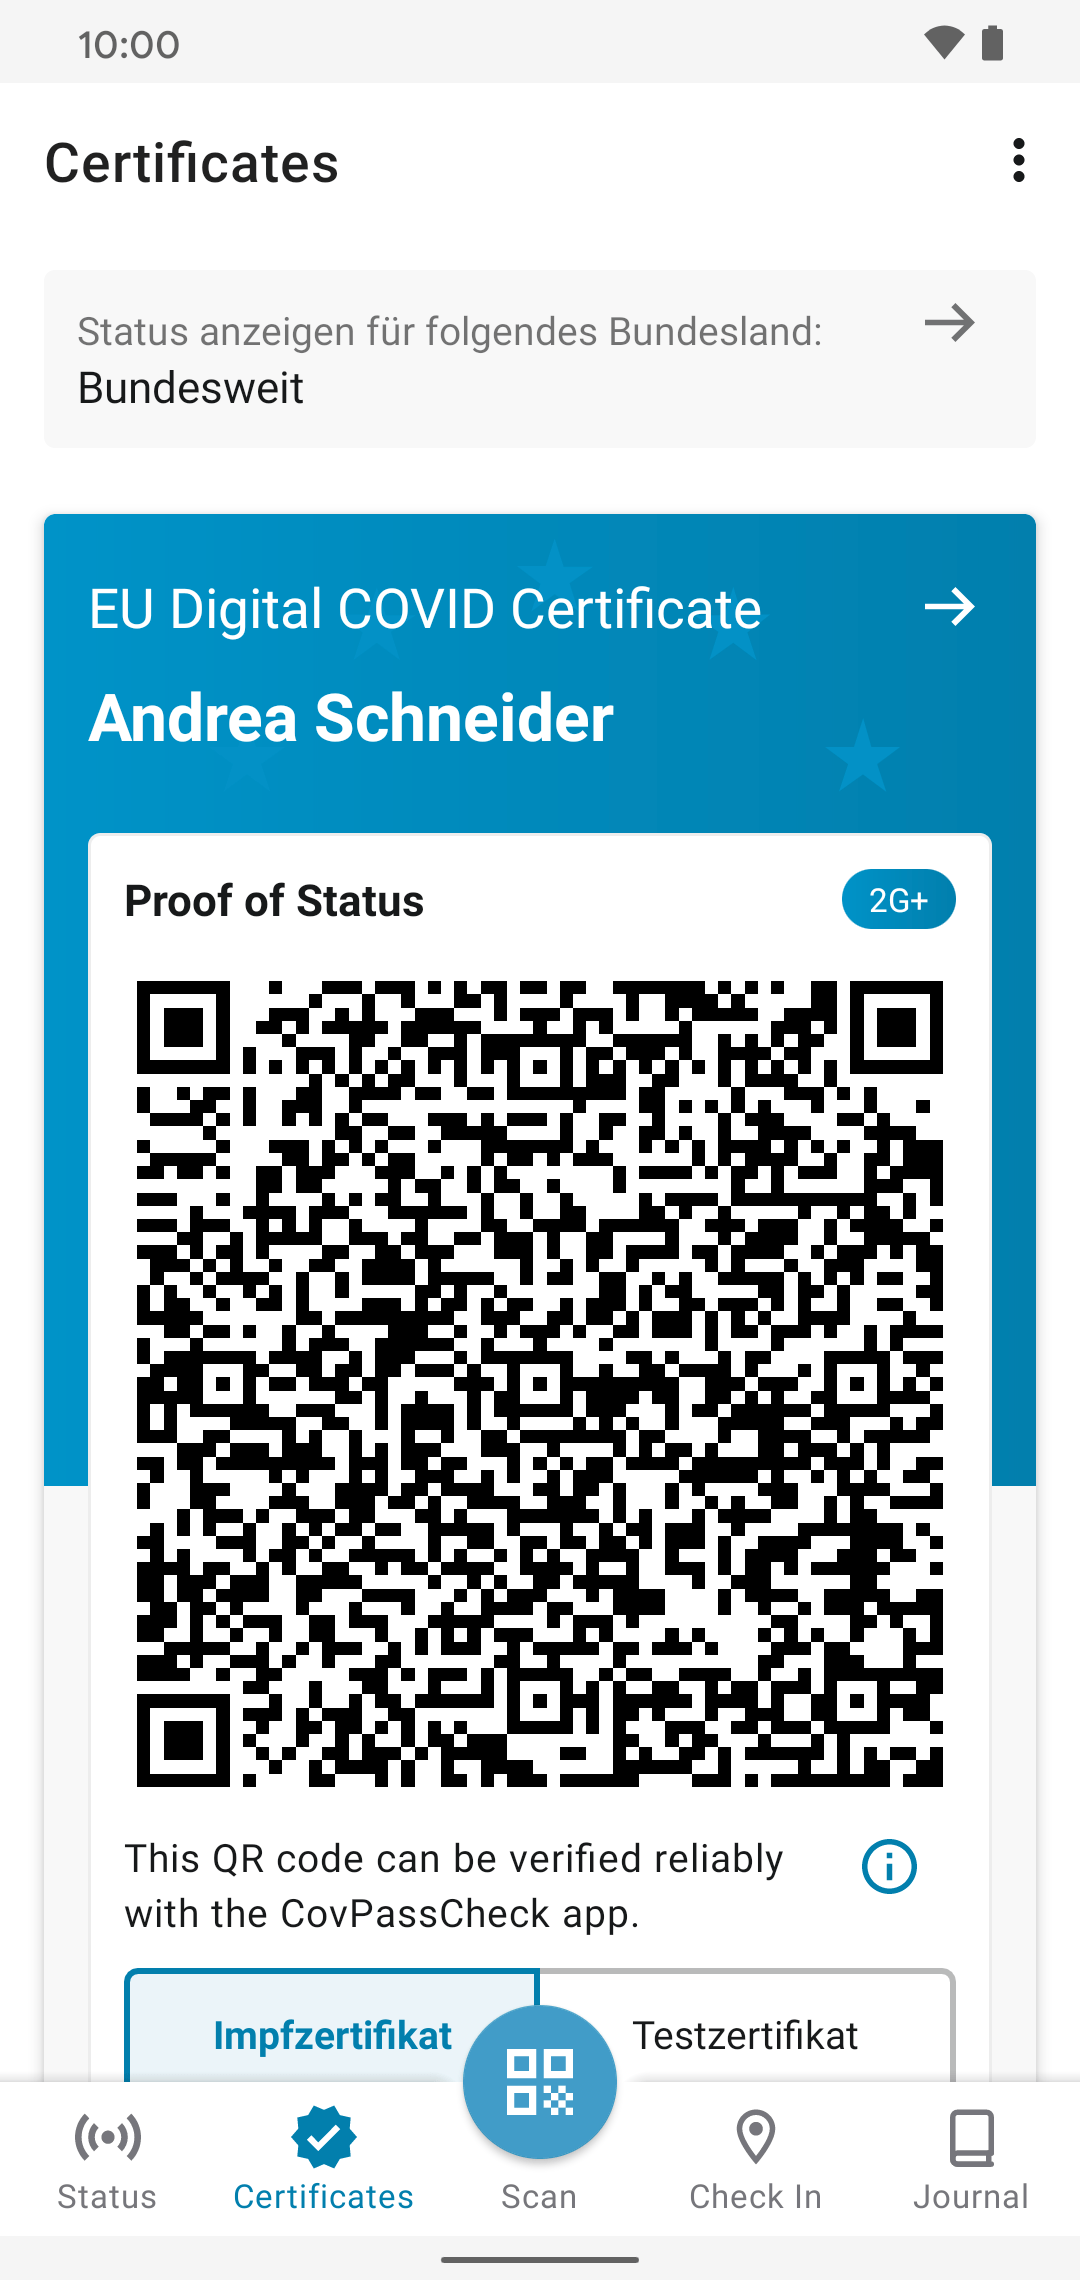 10:00
Certificates
Status anzeigen für folgendes Bundesland:
Bundesweit
EU Digital COVID Certificate
Andrea Schneider
Proof of Status
2G+
This QR code can be verified reliably
with the CovPassCheck app.
Impfzertifikat
Testzertifikat
Status
Certificates
Scan
Check In
Journal